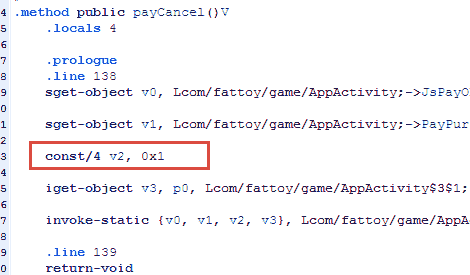 4 .method public payCancel()V
5 .locals 4
6
7 .prologue
8 .line 138
9 sget-object v0, Lcom/fattoy/game/AppActivity;->JsPayO
0
1 sget-object v1, Lcom/fattoy/game/AppActivity;->PayPur
2
3 const/4 v2, 0x1
4
5 iget-object v3, p0, Lcom/fattoy/game/AppActivity$3$1;
6
7 invoke-static {v0, v1, v2, v3}, Lcom/fattoy/game/AppA
8
9 .line 139
0 return-void